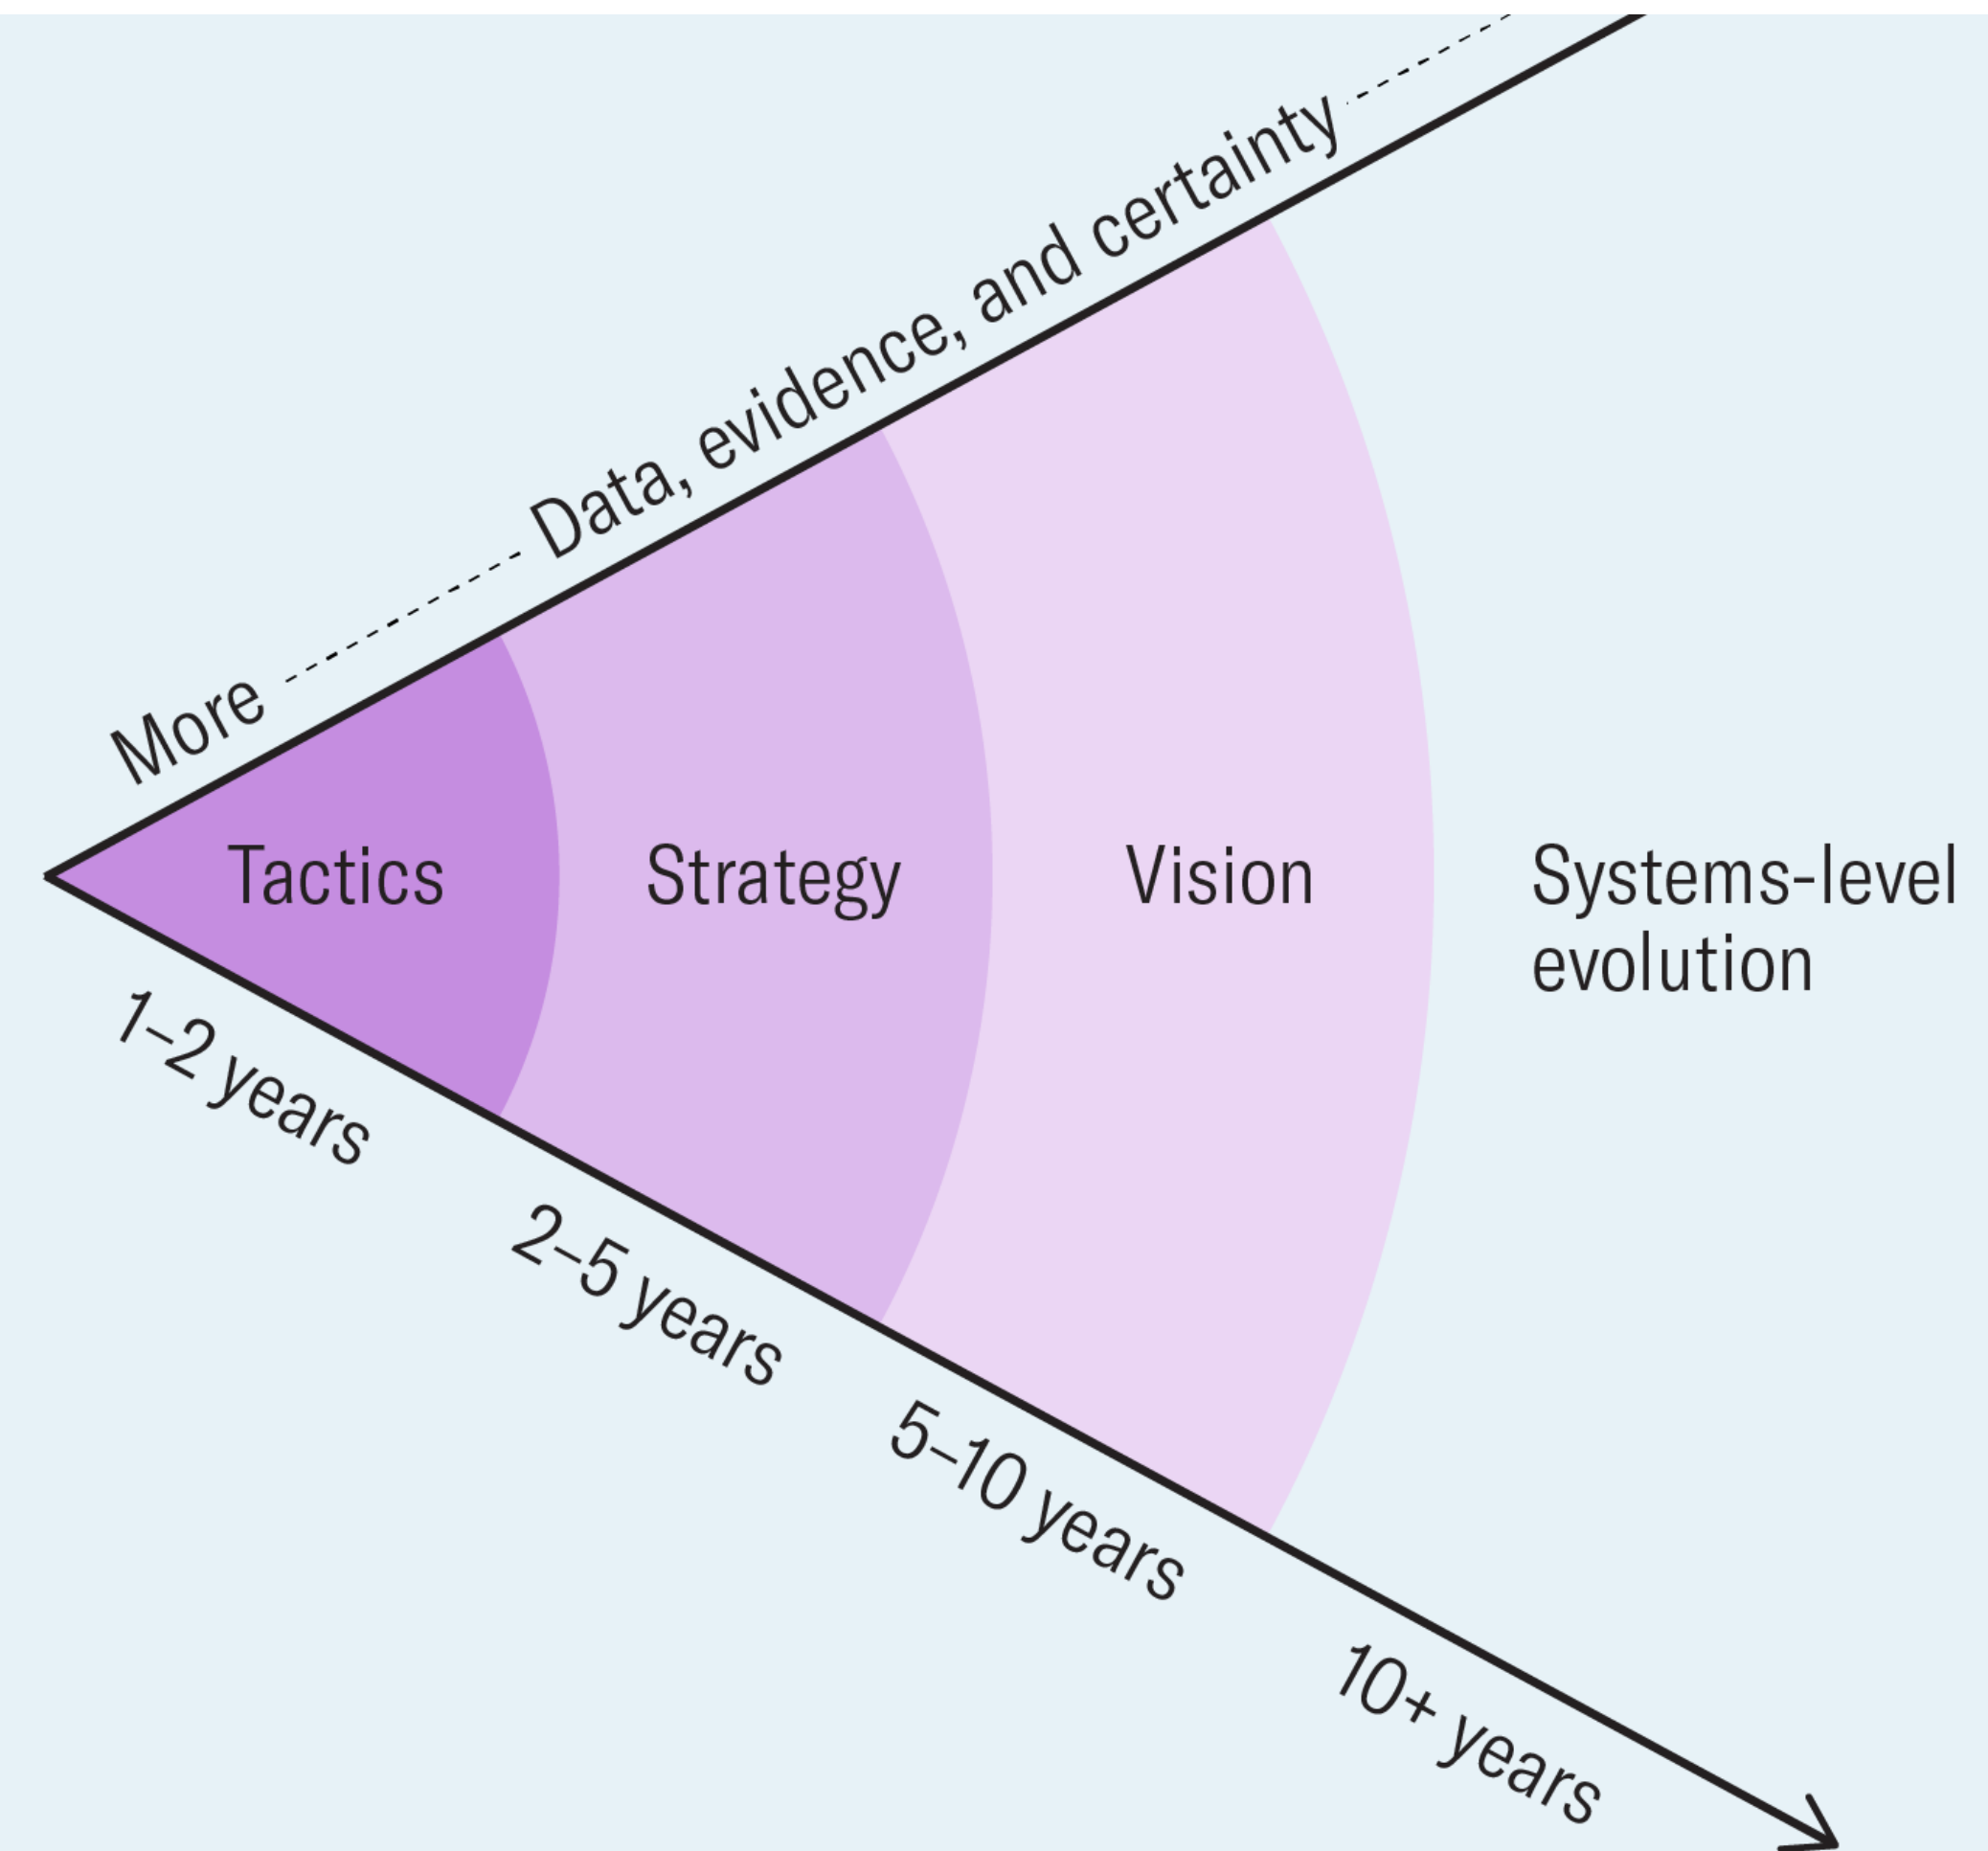 More
Data, evidence, and certainty
Tactics
Strategy
Vision
Systems-level
evolution
1–2 years
2–5 years
5–10 years
10+ years